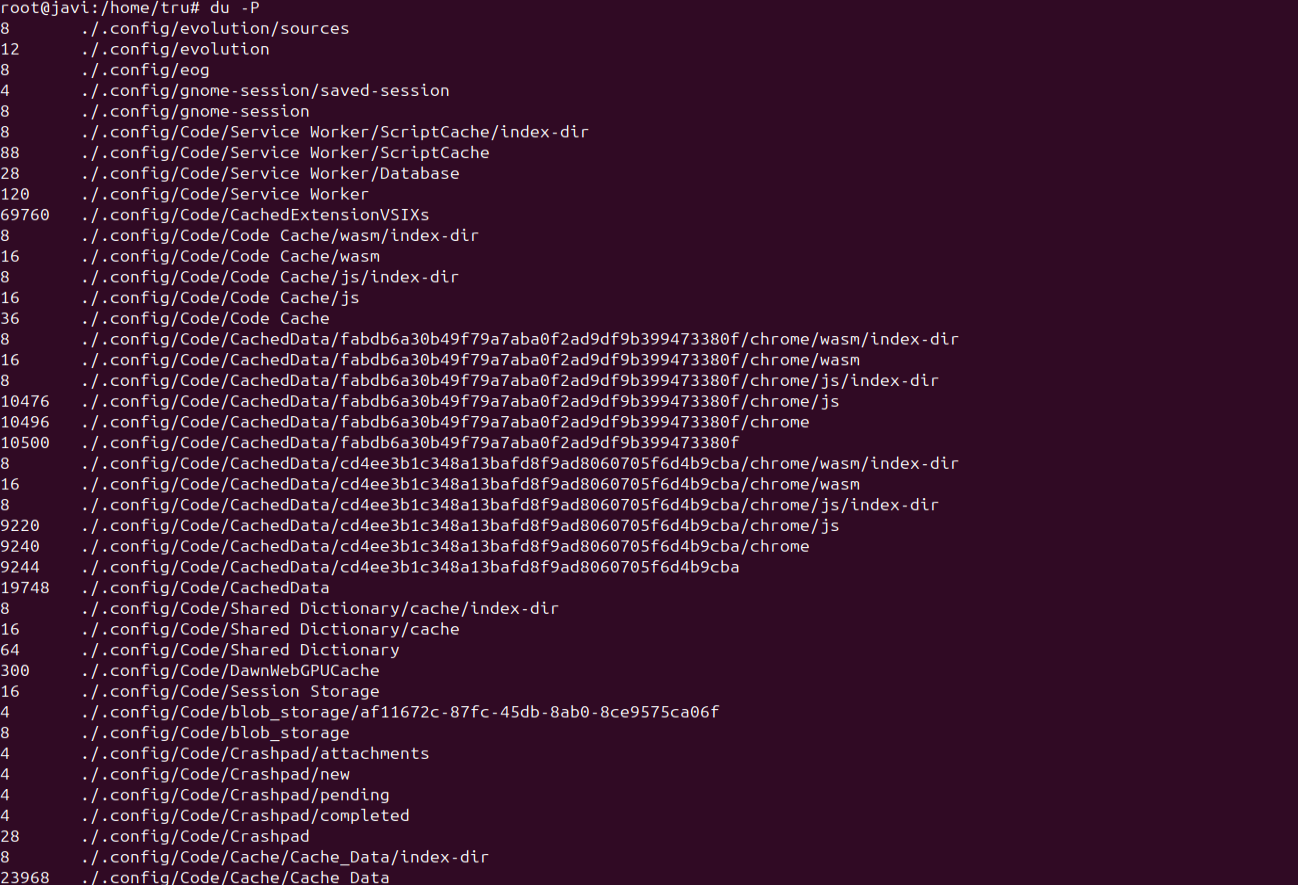 root@javi:/home/tru# du -P
8 ./.config/evolution/sources
12 ./.config/evolution
8 ./.config/eog
4 ./.config/gnome-session/saved-session
8 ./.config/gnome-session
8 ./.config/Code/Service Worker/ScriptCache/index-dir
88 ./.config/Code/Service Worker/ScriptCache
28 ./.config/Code/Service Worker/Database
120 ./.config/Code/Service Worker
69760 ./.config/Code/CachedExtensionVSIXs
8 ./.config/Code/Code Cache/wasm/index-dir
16 ./.config/Code/Code Cache/wasm
8 ./.config/Code/Code Cache/js/index-dir
16 ./.config/Code/Code Cache/js
36 ./.config/Code/Code Cache
8 ./.config/Code/CachedData/fabdb6a30b49f79a7aba0f2ad9df9b399473380f/chrome/wasm/index-dir
16 ./.config/Code/CachedData/fabdb6a30b49f79a7aba0f2ad9df9b399473380f/chrome/wasm
8 ./.config/Code/CachedData/fabdb6a30b49f79a7aba0f2ad9df9b399473380f/chrome/js/index-dir
10476 ./.config/Code/CachedData/fabdb6a30b49f79a7aba0f2ad9df9b399473380f/chrome/js
10496 ./.config/Code/CachedData/fabdb6a30b49f79a7aba0f2ad9df9b399473380f/chrome
10500 ./.config/Code/CachedData/fabdb6a30b49f79a7aba0f2ad9df9b399473380f
8 ./.config/Code/CachedData/cd4ee3b1c348a13bafd8f9ad8060705f6d4b9cba/chrome/wasm/index-dir
16 ./.config/Code/CachedData/cd4ee3b1c348a13bafd8f9ad8060705f6d4b9cba/chrome/wasm
8 ./.config/Code/CachedData/cd4ee3b1c348a13bafd8f9ad8060705f6d4b9cba/chrome/js/index-dir
9220 ./.config/Code/CachedData/cd4ee3b1c348a13bafd8f9ad8060705f6d4b9cba/chrome/js
9240 ./.config/Code/CachedData/cd4ee3b1c348a13bafd8f9ad8060705f6d4b9cba/chrome
9244 ./.config/Code/CachedData/cd4ee3b1c348a13bafd8f9ad8060705f6d4b9cba
19748 ./.config/Code/CachedData
8 ./.config/Code/Shared Dictionary/cache/index-dir
16 ./.config/Code/Shared Dictionary/cache
64 ./.config/Code/Shared Dictionary
300 ./.config/Code/DawnWebGPUCache
16 ./.config/Code/Session Storage
4 ./.config/Code/blob_storage/af11672c-87fc-45db-8ab0-8ce9575ca06f
8 ./.config/Code/blob_storage
4 ./.config/Code/Crashpad/attachments
4 ./.config/Code/Crashpad/new
4 ./.config/Code/Crashpad/pending
4 ./.config/Code/Crashpad/completed
28 ./.config/Code/Crashpad
8 ./.config/Code/Cache/Cache_Data/index-dir
23968 ./.config/Code/Cache/Cache_Data